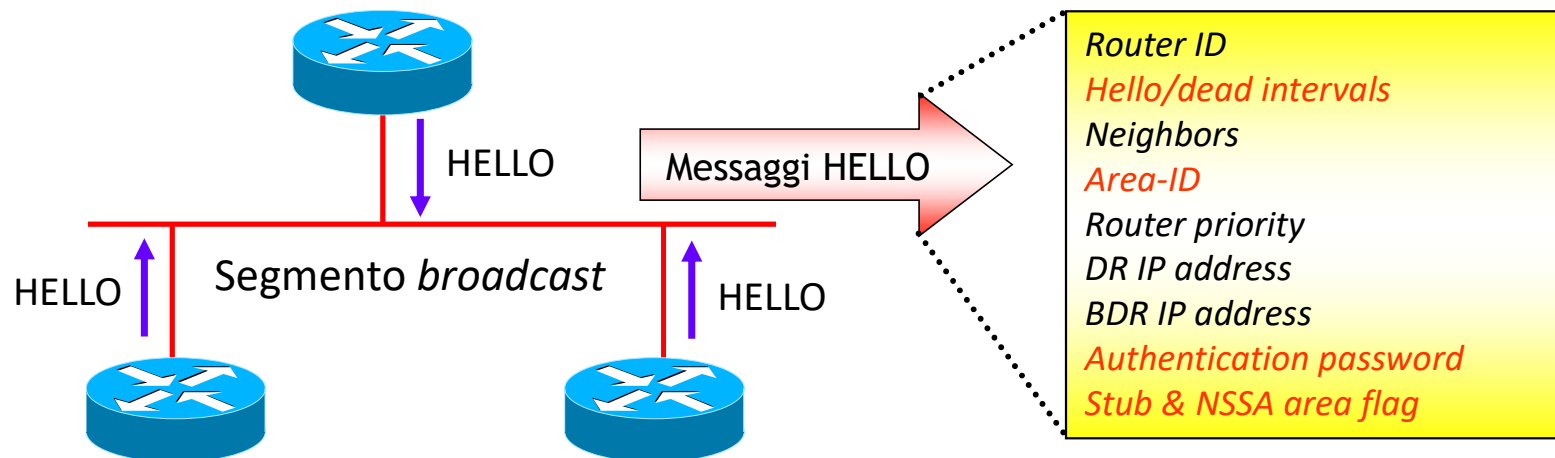 HELLO
HELLO
Segmento broadcast
HELLO
Messaggi HELLO
Router ID
Hello/dead intervals
Neighbors
Area-ID
Router priority
DR IP address
BDR IP address
Authentication password
Stub & NSSA area flag